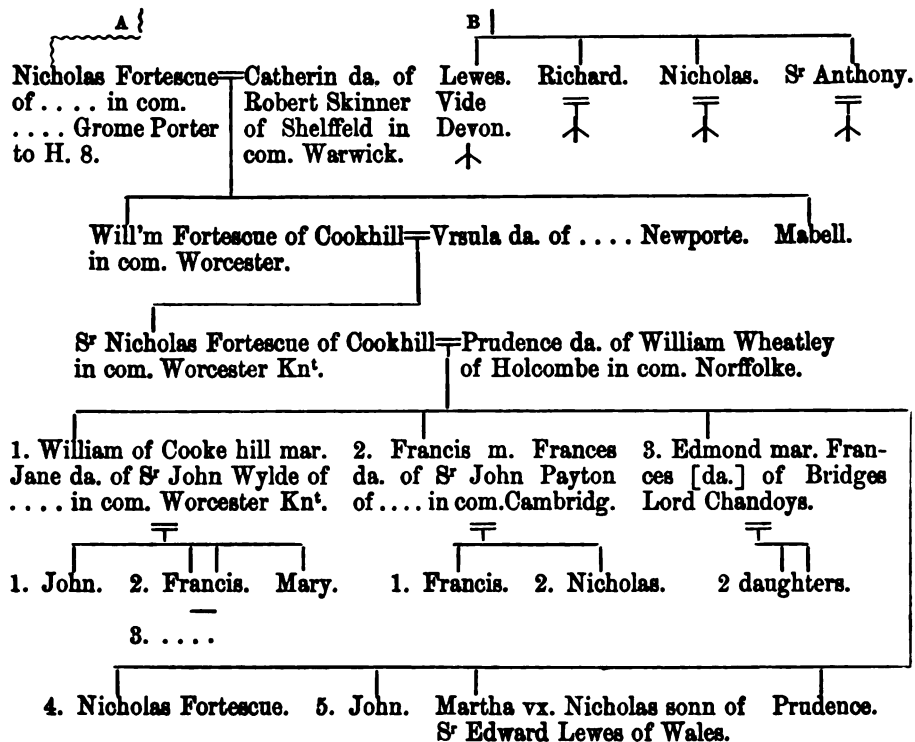 A B
Nicholas Fortescue
of . . . . in com.
. . . . Grome Porter
to H. 8.
Catherin da. of
Robert Skinner
of Shelffeld in
com. Warwick.
Lewes.
Vide
Devon.
Richard.
Nicholas.
Sʳ Anthony.
Will'm Fortescue of Cookhill
in com. Worcester.
Vrsula da. of . . . . Newporte.
Mabell.
Sʳ Nicholas Fortescue of Cookhill
in com. Worcester Knᵗ.
Prudence da. of William Wheatley
of Holcombe in com. Norffolke.
1. William of Cooke hill mar.
Jane da. of Sʳ John Wylde of
. . . . in com. Worcester Knᵗ.
2. Francis m. Frances
da. of Sʳ John Payton
of . . . . in com. Cambridg.
3. Edmond mar. Fran-
ces [da.] of Bridges
Lord Chandoys.
1. John.
2. Francis.
Mary.
3. . . . .
1. Francis.
2. Nicholas.
2 daughters.
4. Nicholas Fortescue.
5. John.
Martha vx. Nicholas sonn of
Sʳ Edward Lewes of Wales.
Prudence.